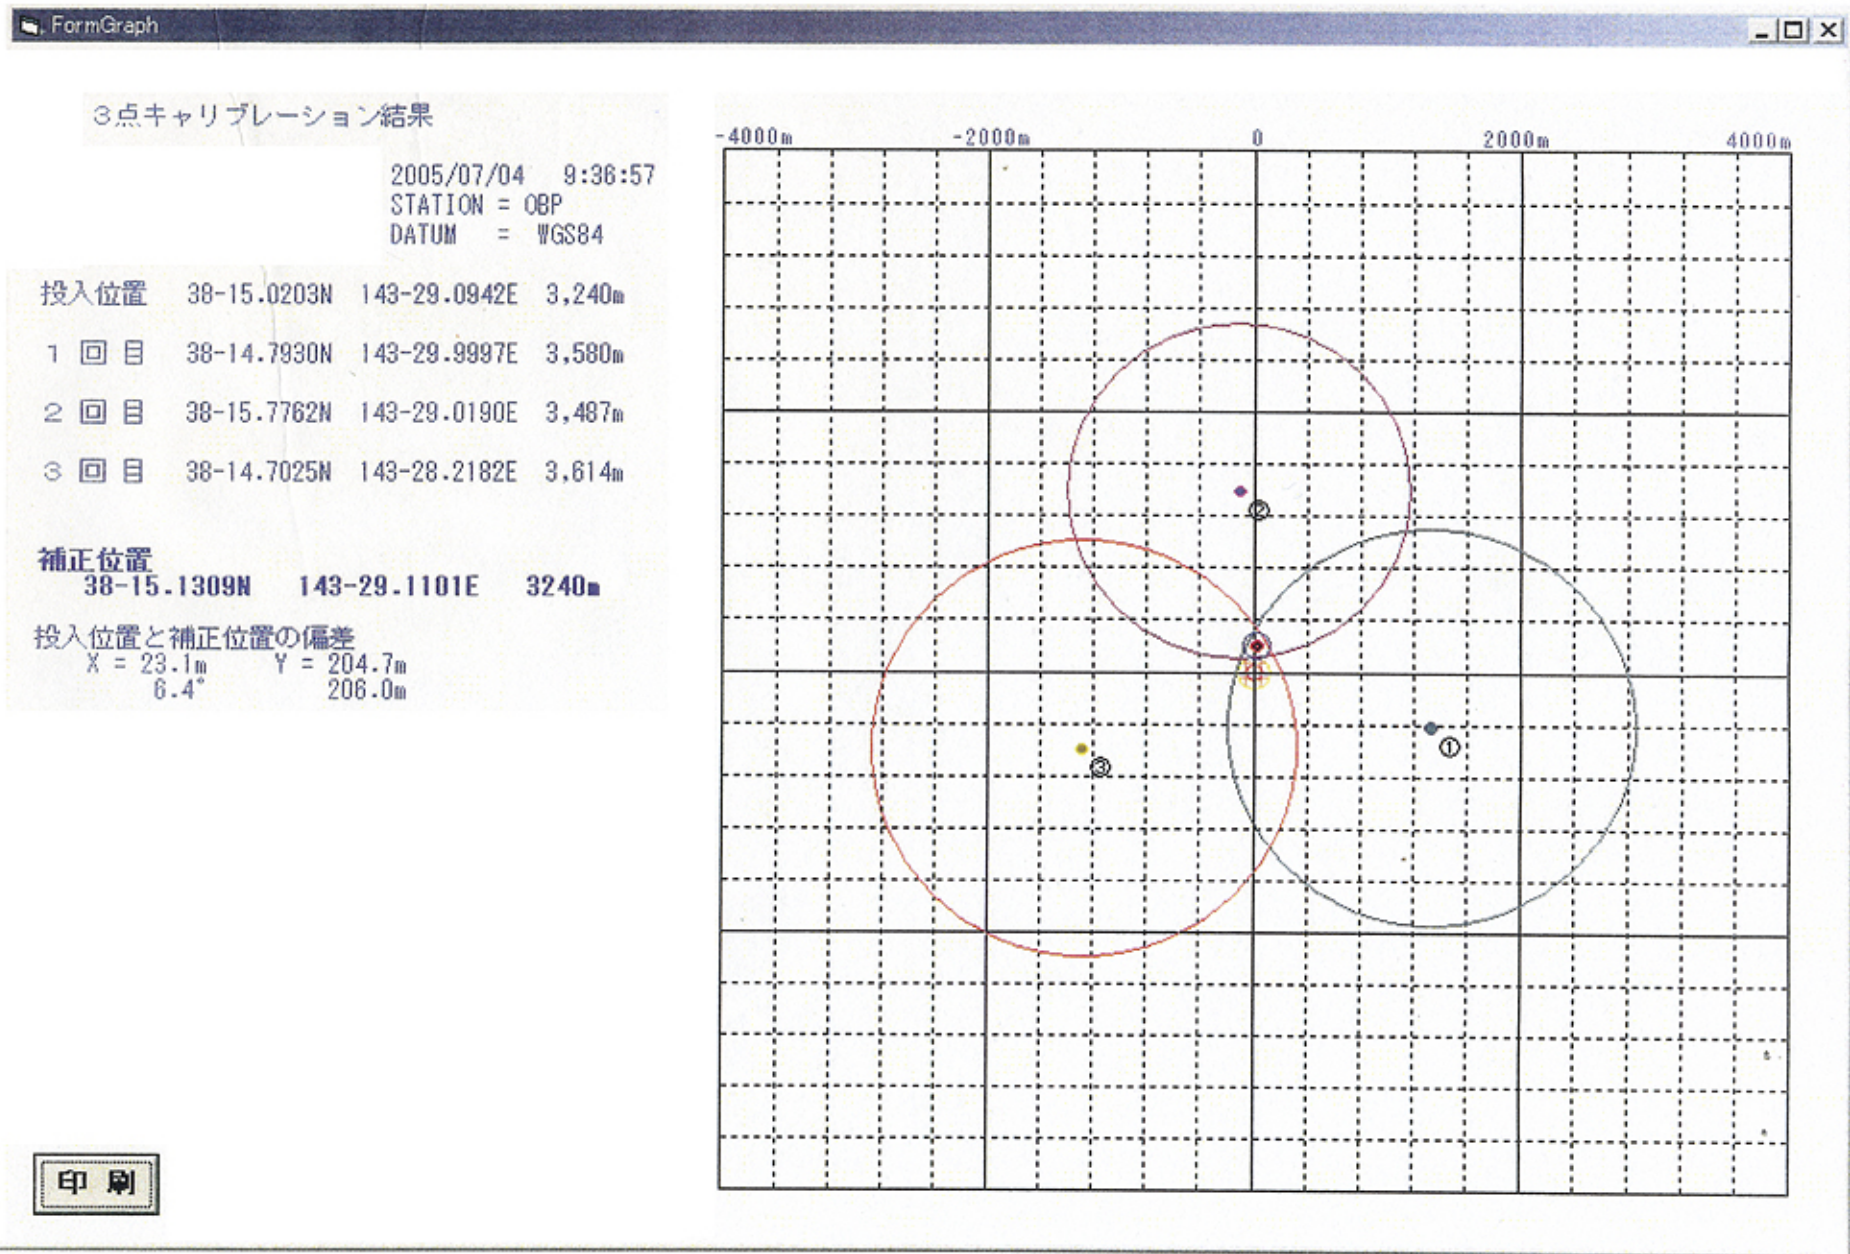 FormGraph
3点キャリブレーション結果
2005/07/04 9:36:57
STATION = OBP
DATUM = WGS84
投入位置 38-15.0203N 143-29.0942E 3,240m
1回目 38-14.7930N 143-29.9997E 3,580m
2回目 38-15.7762N 143-29.0190E 3,487m
3回目 38-14.7025N 143-28.2182E 3,614m
補正位置
38-15.1309N 143-29.1101E 3240m
投入位置と補正位置の偏差
X = 23.1m Y = 204.7m
6.4° 206.0m
印刷
-4000m -2000m 0 2000m 4000m
②
①
③